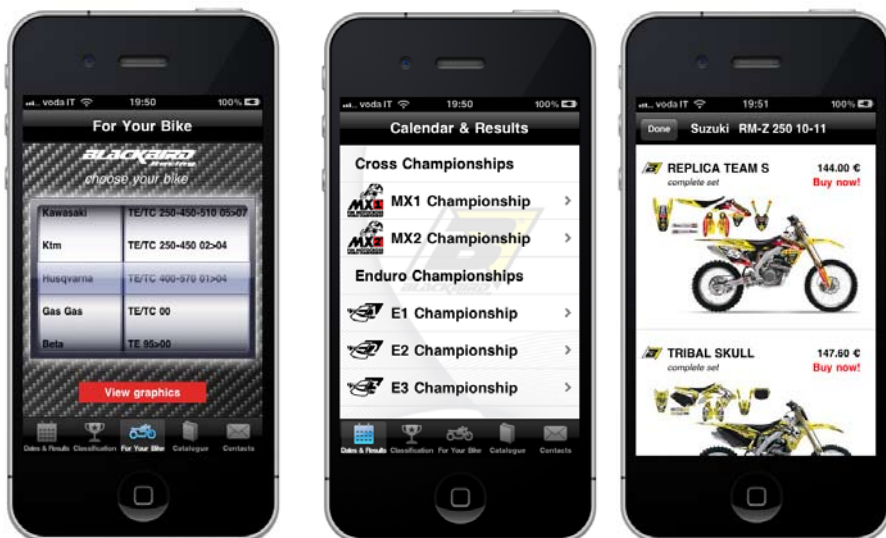 voda IT 19:50 100%
For Your Bike
BLACKBIRD
Racing
choose your bike
Kawasaki TE/TC 250-450-510 05>07
Ktm TE/TC 250-450 02>04
Husqvarna TE/TC 400-570 01>04
Gas Gas TE/TC 00
Beta TE 95>00
View graphics
Dates & Results Classification For Your Bike Catalogue Contacts
voda IT 19:50 100%
Calendar & Results
Cross Championships
MX1 MX1 Championship
MX2 MX2 Championship
Enduro Championships
E1 Championship
E2 Championship
E3 Championship
BLACKBIRD
Dates & Results Classification For Your Bike Catalogue Contacts
voda IT 19:51 100%
Done Suzuki RM-Z 250 10-11
REPLICA TEAM S 144.00 €
complete set Buy now!
TRIBAL SKULL 147.60 €
complete set Buy now!